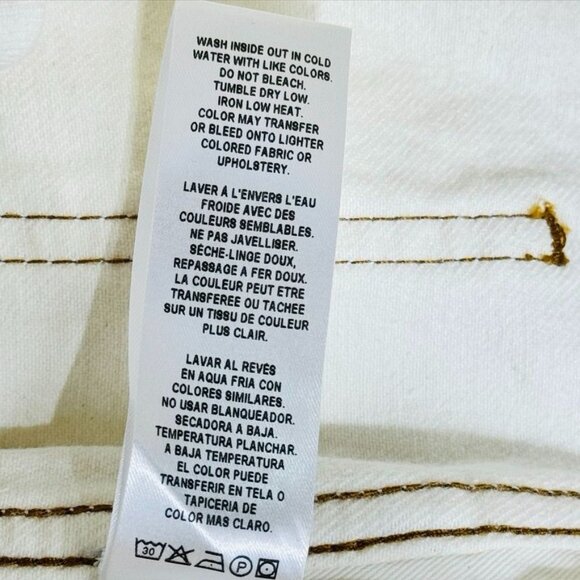 WASH INSIDE OUT IN COLD
WATER WITH LIKE COLORS.
DO NOT BLEACH.
TUMBLE DRY LOW.
IRON LOW HEAT.
COLOR MAY TRANSFER
OR BLEED ONTO LIGHTER
COLORED FABRIC OR
UPHOLSTERY.
LAVER Á L'ENVERS L'EAU
FROIDE AVEC DES
COULEURS SEMBLABLES.
NE PAS JAVELLISER.
SÈCHE-LINGE DOUX.
REPASSAGE A FER DOUX.
LA COULEUR PEUT ETRE
TRANSFEREE OU TACHEE
SUR UN TISSU DE COULEUR
PLUS CLAIR.
LAVAR AL REVÉS
EN AQUA FRIA CON
COLORES SIMILARES.
NO USAR BLANQUEADOR.
SECADORA A BAJA.
TEMPERATURA PLANCHAR.
A BAJA TEMPERATURA
EL COLOR PUEDE
TRANSFERIR EN TELA O
TAPICERIA DE
COLOR MAS CLARO.
30 P